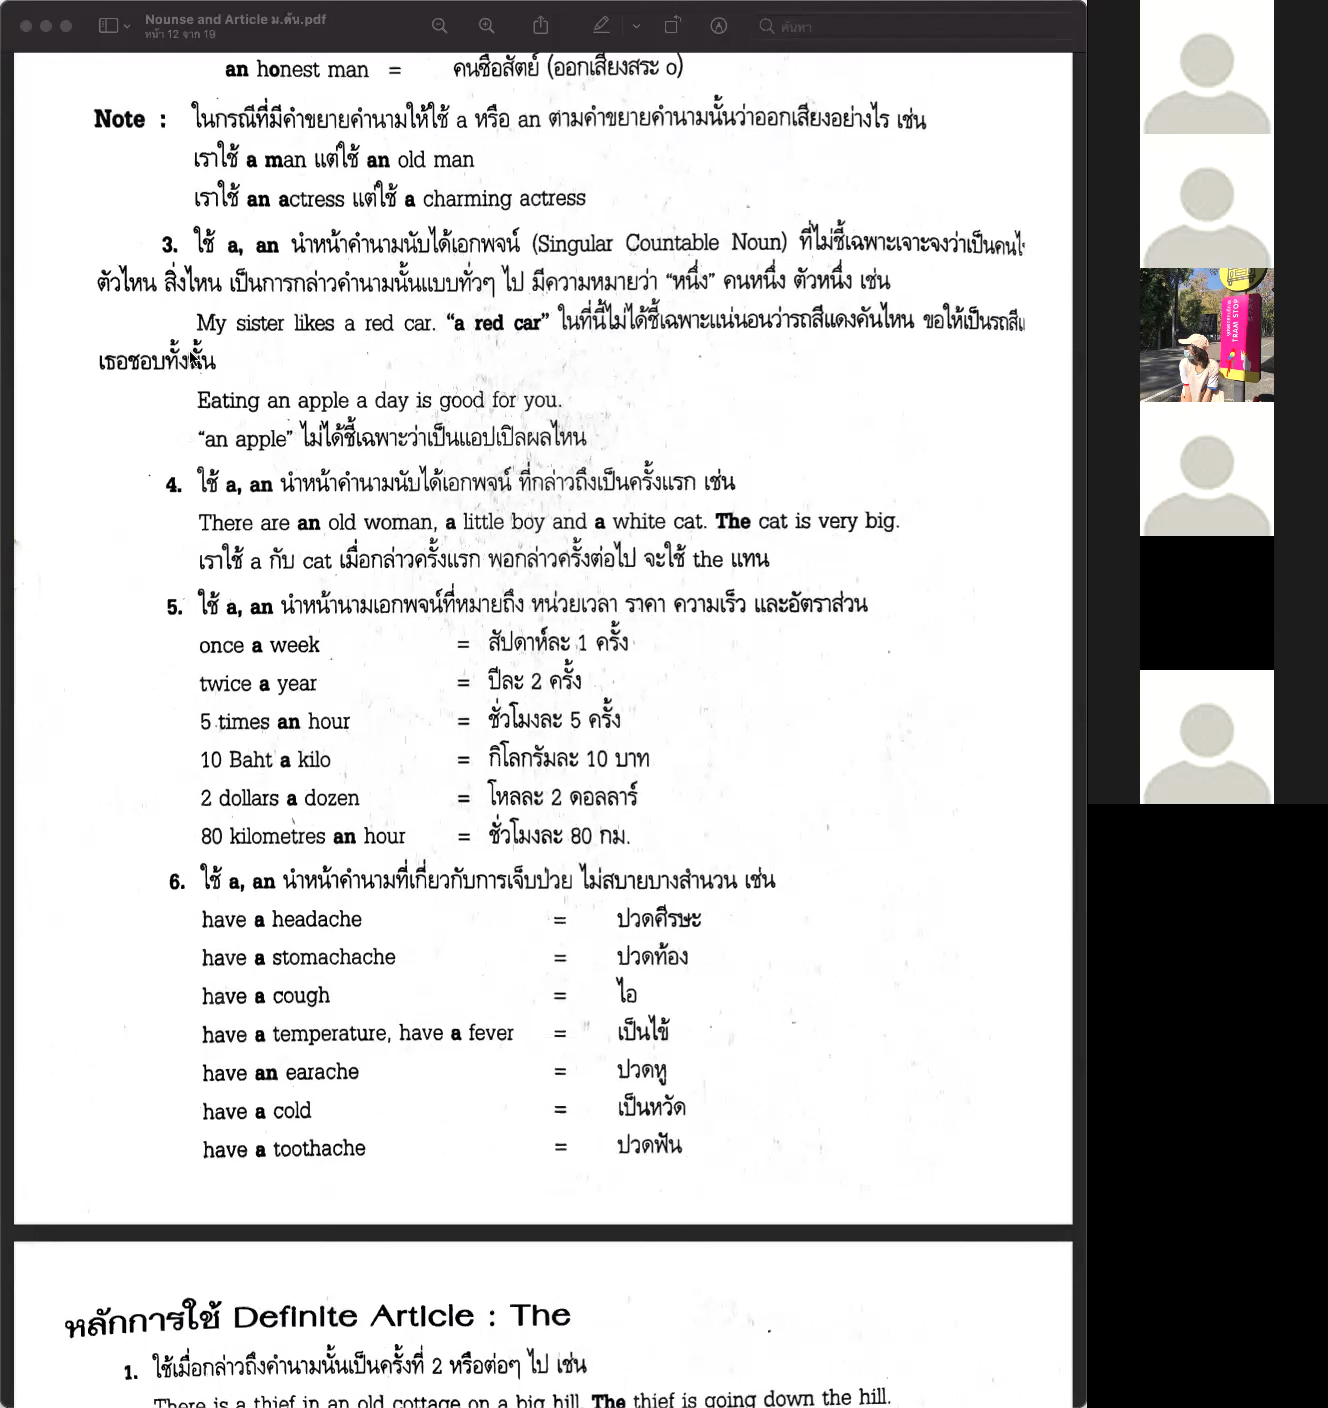 Nounse and Article ม.ต้น.pdf
หน้า 12 จาก 19
ค้นหา
an honest man = คนซื่อสัตย์ (ออกเสียงสระ o)
Note : ในกรณีที่มีคำขยายคำนามให้ใช้ a หรือ an ตามคำขยายคำนามนั้นว่าออกเสียงอย่างไร เช่น
เราใช้ a man แต่ใช้ an old man
เราใช้ an actress แต่ใช้ a charming actress
3. ใช้ a, an นำหน้าคำนามนับได้เอกพจน์ (Singular Countable Noun) ที่ไม่ชี้เฉพาะเจาะจงว่าเป็นคนไ
ตัวไหน สิ่งไหน เป็นการกล่าวคำนามนั้นแบบทั่วๆ ไป มีความหมายว่า "หนึ่ง" คนหนึ่ง ตัวหนึ่ง เช่น
My sister likes a red car. "a red car" ในที่นี้ไม่ได้ชี้เฉพาะแน่นอนว่ารถสีแดงคันไหน ขอให้เป็นรถสีแ
เธอชอบทั้งนั้น
Eating an apple a day is good for you.
"an apple" ไม่ได้ชี้เฉพาะว่าเป็นแอปเปิลผลไหน
4. ใช้ a, an นำหน้าคำนามนับได้เอกพจน์ ที่กล่าวถึงเป็นครั้งแรก เช่น
There are an old woman, a little boy and a white cat. The cat is very big.
เราใช้ a กับ cat เมื่อกล่าวครั้งแรก พอกล่าวครั้งต่อไป จะใช้ the แทน
5. ใช้ a, an นำหน้านามเอกพจน์ที่หมายถึง หน่วยเวลา ราคา ความเร็ว และอัตราส่วน
once a week = สัปดาห์ละ 1 ครั้ง
twice a year = ปีละ 2 ครั้ง
5 times an hour = ชั่วโมงละ 5 ครั้ง
10 Baht a kilo = กิโลกรัมละ 10 บาท
2 dollars a dozen = โหลละ 2 ดอลลาร์
80 kilometres an hour = ชั่วโมงละ 80 กม.
6. ใช้ a, an นำหน้าคำนามที่เกี่ยวกับการเจ็บป่วย ไม่สบายบางสำนวน เช่น
have a headache = ปวดศีรษะ
have a stomachache = ปวดท้อง
have a cough = ไอ
have a temperature, have a fever = เป็นไข้
have an earache = ปวดหู
have a cold = เป็นหวัด
have a toothache = ปวดฟัน
หลักการใช้ Definite Article : The
1. ใช้เมื่อกล่าวถึงคำนามนั้นเป็นครั้งที่ 2 หรือต่อๆ ไป เช่น
There is a thief in an old cottage on a big hill. The thief is going down the hill.
TRAM STOP